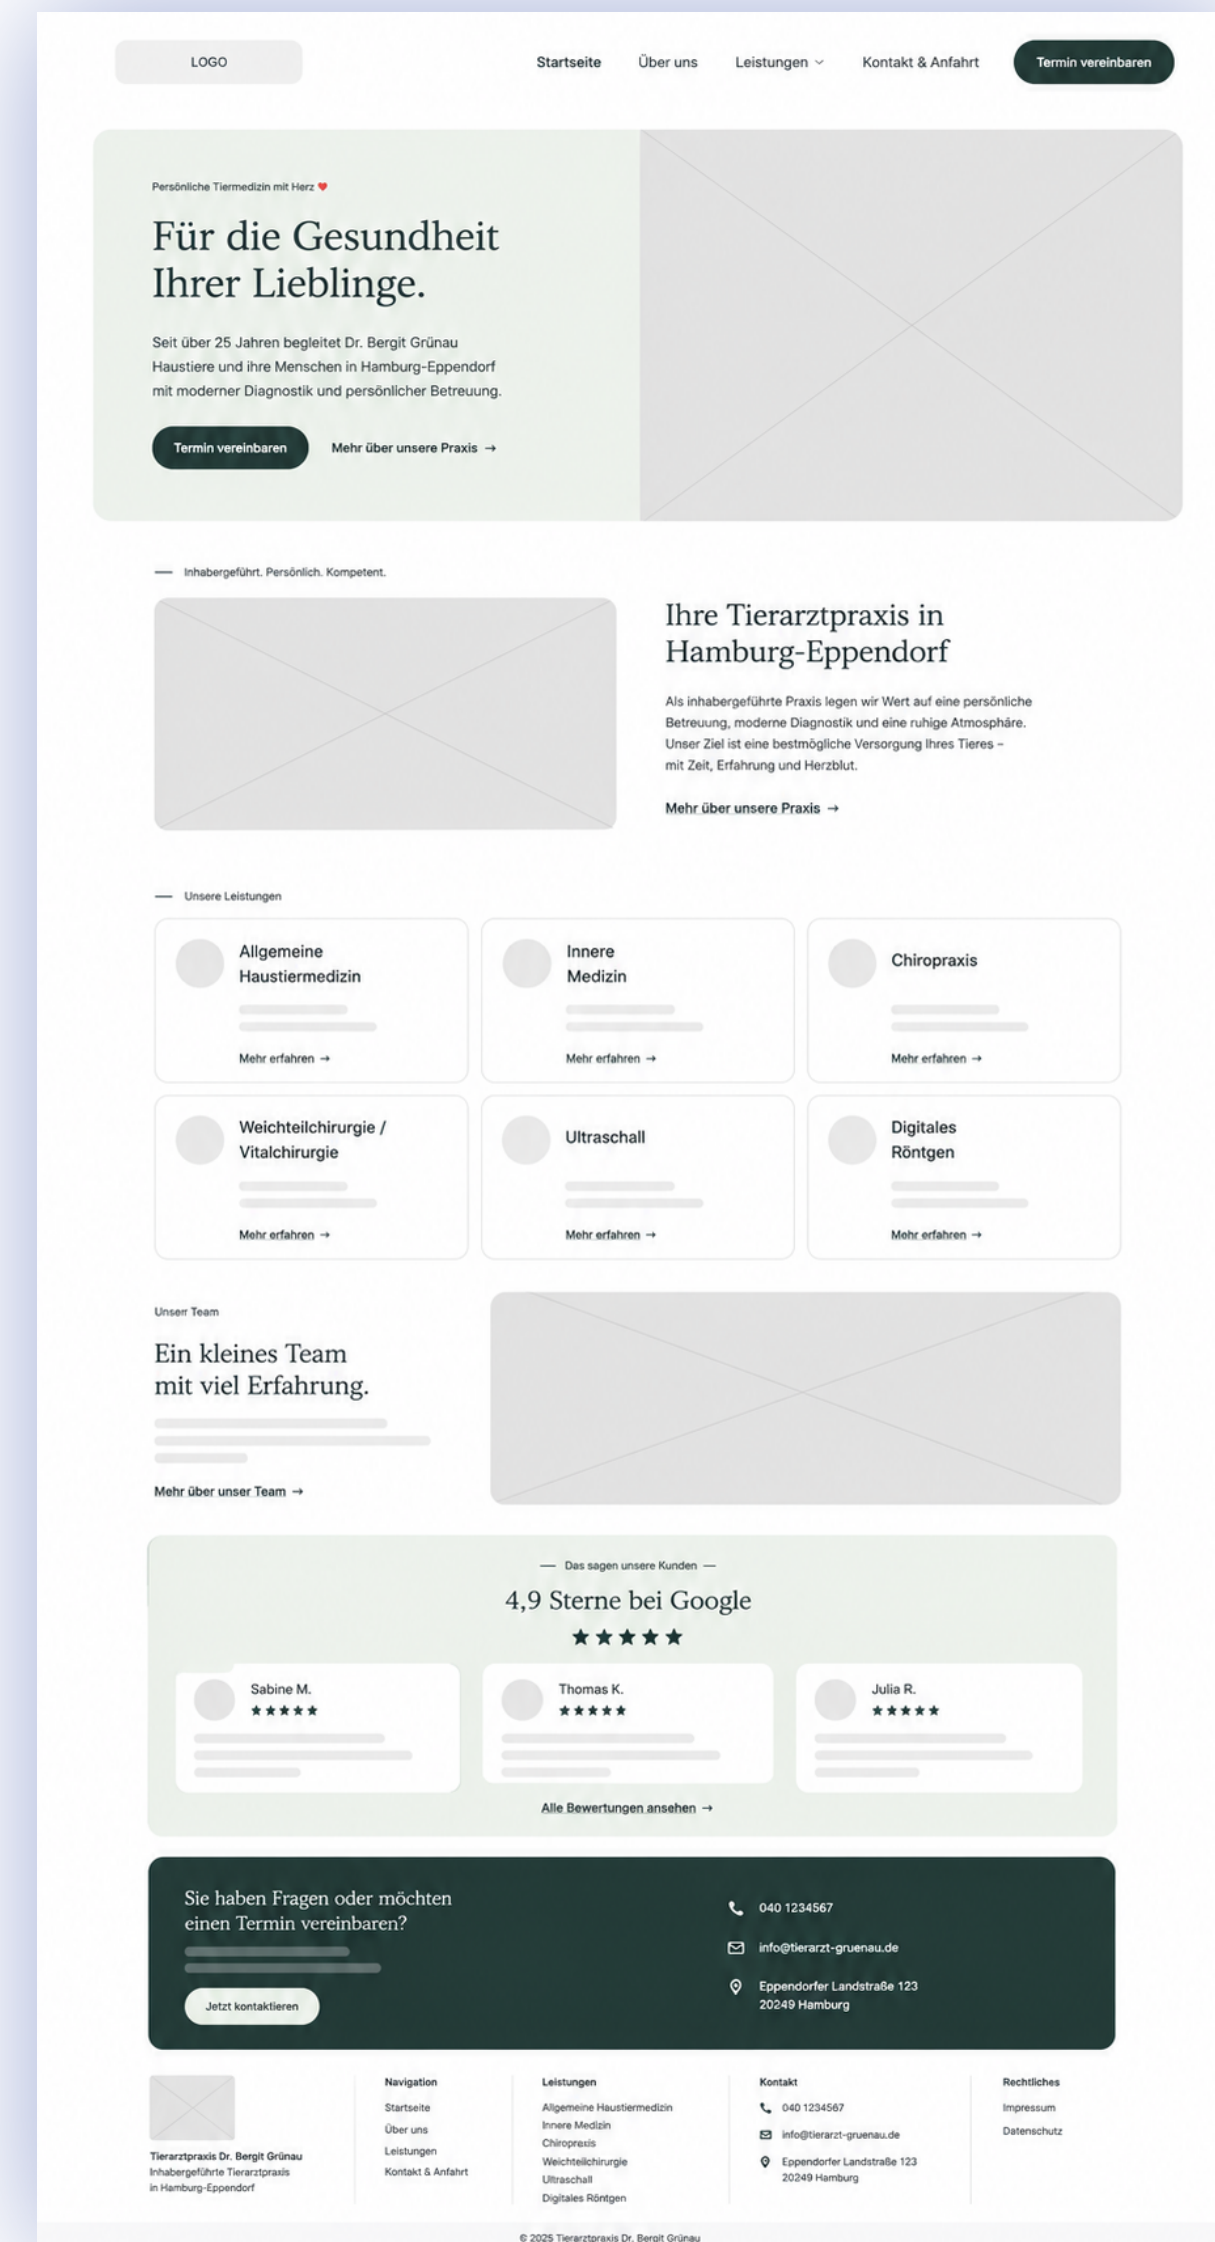 LOGO
Startseite
Über uns
Leistungen
Kontakt & Anfahrt
Termin vereinbaren
Persönliche Tiermedizin mit Herz ❤
Für die Gesundheit
Ihrer Lieblinge.
Seit über 25 Jahren begleitet Dr. Bergit Grünau
Haustiere und ihre Menschen in Hamburg-Eppendorf
mit moderner Diagnostik und persönlicher Betreuung.
Termin vereinbaren
Mehr über unsere Praxis →
Inhabergeführt. Persönlich. Kompetent.
Ihre Tierarztpraxis in
Hamburg-Eppendorf
Als inhabergeführte Praxis legen wir Wert auf eine persönliche
Betreuung, moderne Diagnostik und eine ruhige Atmosphäre.
Unser Ziel ist eine bestmögliche Versorgung Ihres Tieres –
mit Zeit, Erfahrung und Herzblut.
Mehr über unsere Praxis →
Unsere Leistungen
Allgemeine
Haustiermedizin
Mehr erfahren →
Innere
Medizin
Mehr erfahren →
Chiropraxis
Mehr erfahren →
Weichteilchirurgie /
Vitalchirurgie
Mehr erfahren →
Ultraschall
Mehr erfahren →
Digitales
Röntgen
Mehr erfahren →
Unserr Team
Ein kleines Team
mit viel Erfahrung.
Mehr über unser Team →
— Das sagen unsere Kunden —
4,9 Sterne bei Google
★★★★★
Sabine M.
★★★★★
Thomas K.
★★★★★
Julia R.
★★★★★
Alle Bewertungen ansehen →
Sie haben Fragen oder möchten
einen Termin vereinbaren?
Jetzt kontaktieren
040 1234567
info@tierarzt-gruenau.de
Eppendorfer Landstraße 123
20249 Hamburg
Tierarztpraxis Dr. Bergit Grünau
Inhabergeführte Tierarztpraxis
in Hamburg-Eppendorf
Navigation
Startseite
Über uns
Leistungen
Kontakt & Anfahrt
Leistungen
Allgemeine Haustiermedizin
Innere Medizin
Chiropraxis
Weichteilchirurgie
Ultraschall
Digitales Röntgen
Kontakt
040 1234567
info@tierarzt-gruenau.de
Eppendorfer Landstraße 123
20249 Hamburg
Rechtliches
Impressum
Datenschutz
© 2025 Tierarztpraxis Dr. Bergit Grünau